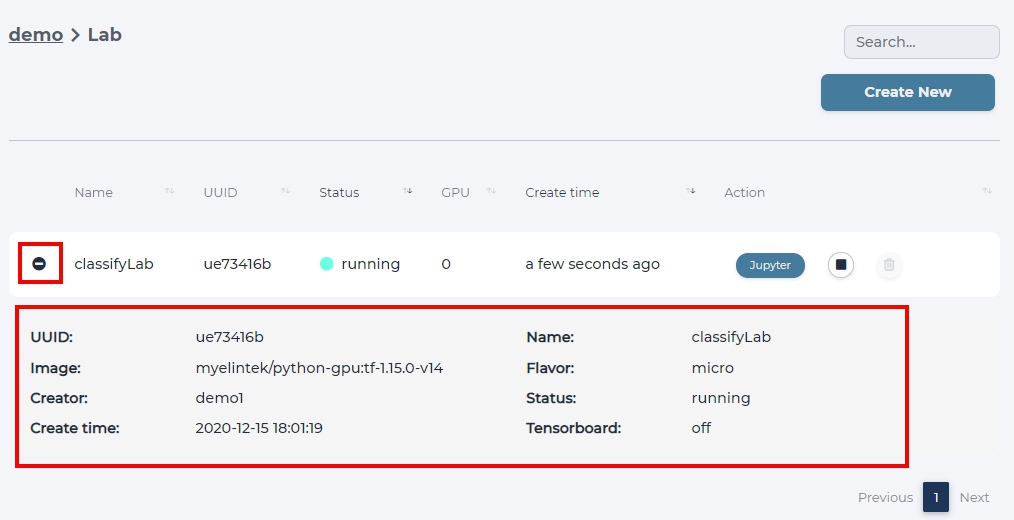 demo > Lab
Search...
Create New
Name UUID Status GPU Create time Action
classifyLab ue73416b running 0 a few seconds ago Jupyter
UUID: ue73416b Name: classifyLab
Image: myelintek/python-gpu:tf-1.15.0-v14 Flavor: micro
Creator: demo1 Status: running
Create time: 2020-12-15 18:01:19 Tensorboard: off
Previous 1 Next